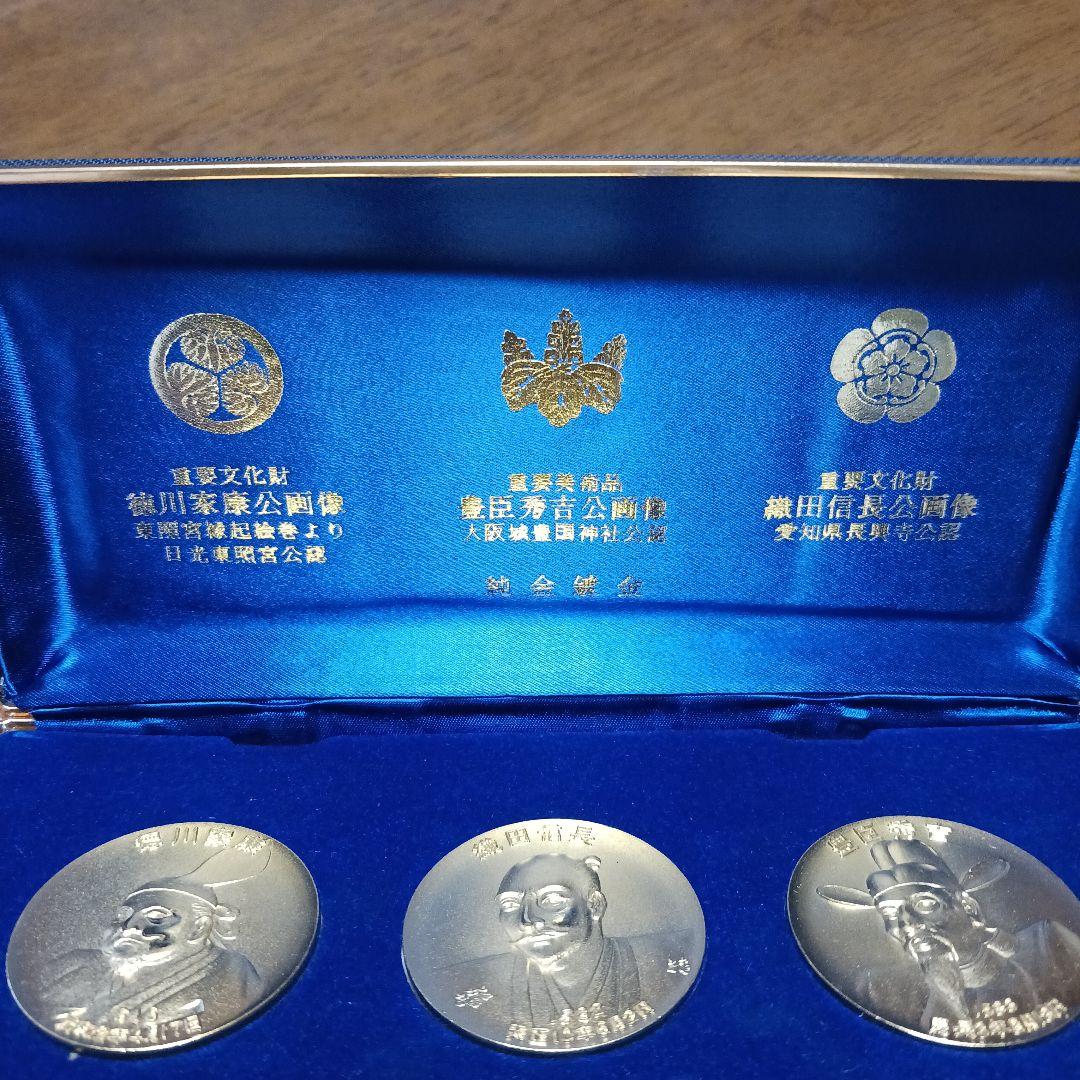 重要文化財
徳川家康公画像
東照宮縁起絵巻より
日光東照宮公認
重要美術品
豊臣秀吉公画像
大阪城豊国神社公認
純金鍍金
重要文化財
織田信長公画像
愛知県長興寺公認
徳川家康
織田信長